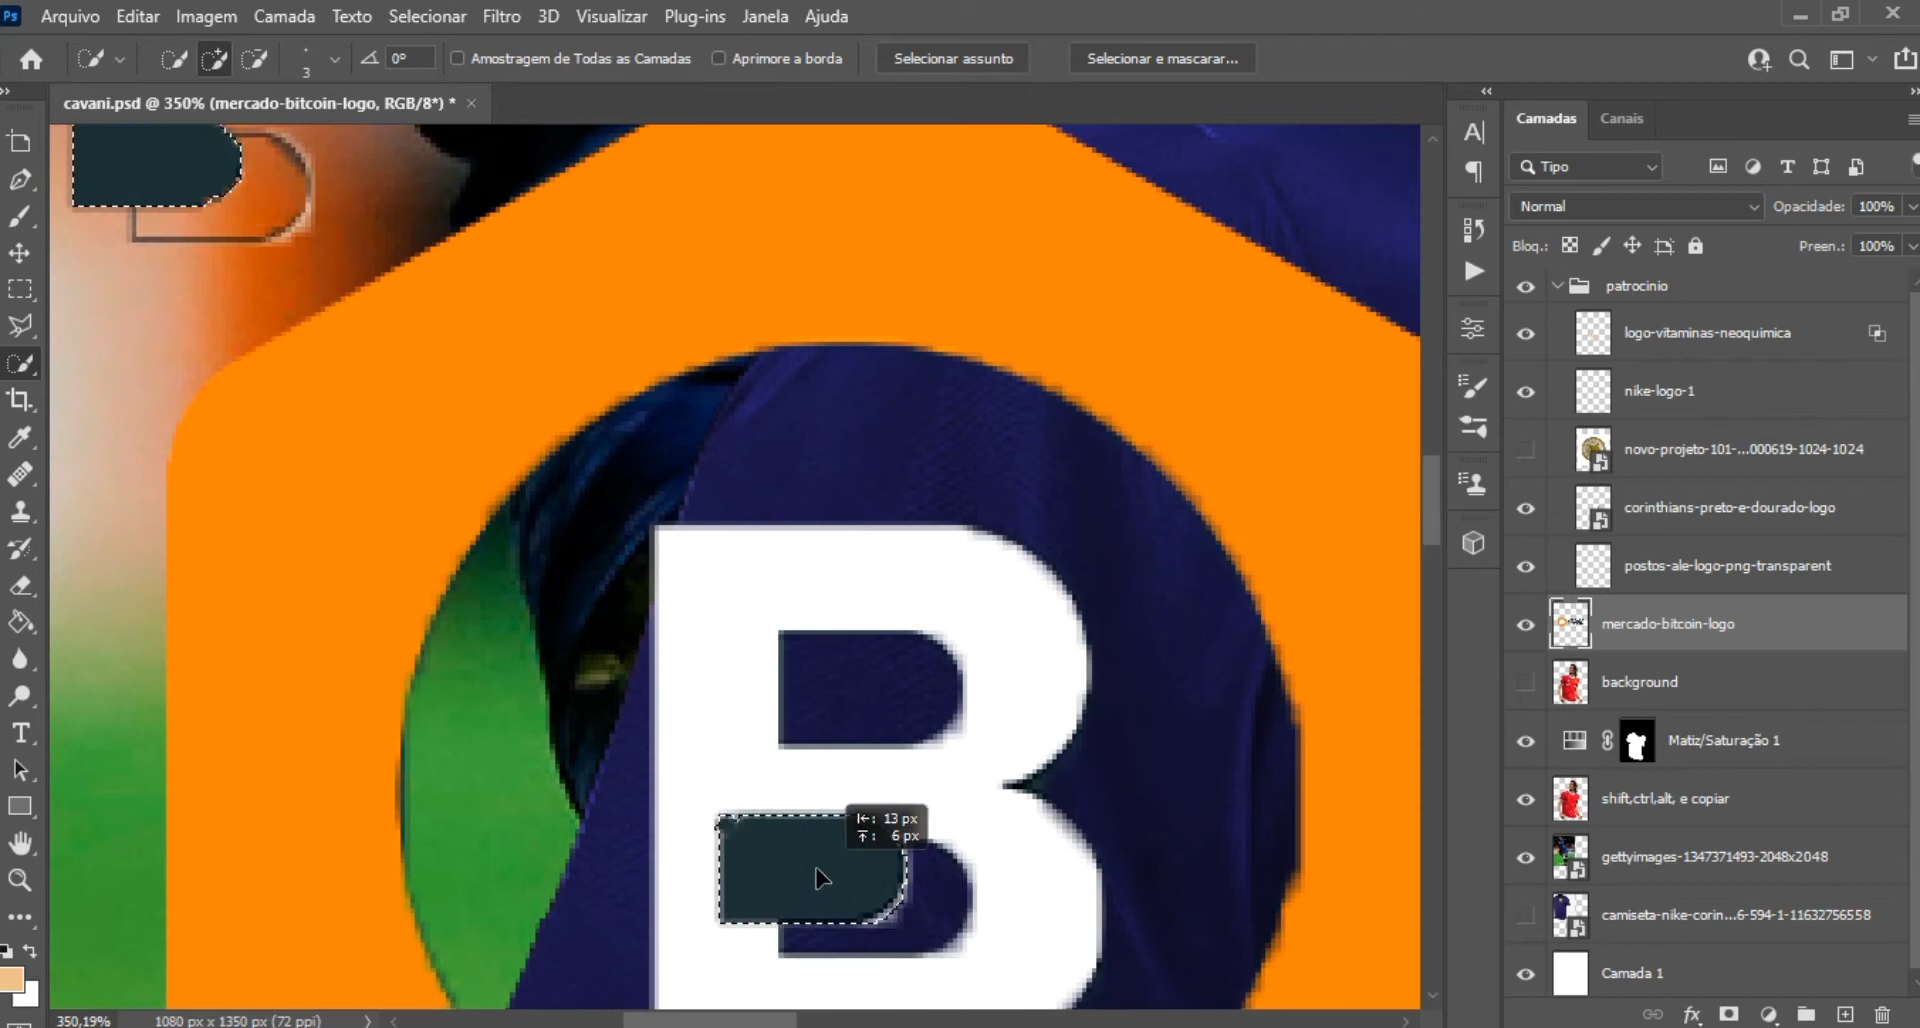 Ps Arquivo Editar Imagem Camada Texto Selecionar Filtro 3D Visualizar Plug-ins Janela Ajuda
3 0° Amostragem de Todas as Camadas Aprimore a borda Selecionar assunto Selecionar e mascarar...
cavani.psd @ 350% (mercado-bitcoin-logo, RGB/8*) * ×
Camadas Canais
Tipo
Normal Opacidade: 100%
Bloq.: Preen.: 100%
patrocinio
logo-vitaminas-neoquimica
nike-logo-1
novo-projeto-101-...000619-1024-1024
corinthians-preto-e-dourado-logo
postos-ale-logo-png-transparent
mercado-bitcoin-logo
background
Matiz/Saturação 1
shift,ctrl,alt, e copiar
gettyimages-1347371493-2048x2048
camiseta-nike-corin...6-594-1-11632756558
Camada 1
B
13 px
6 px
350,19% 1080 px x 1350 px (72 ppi)